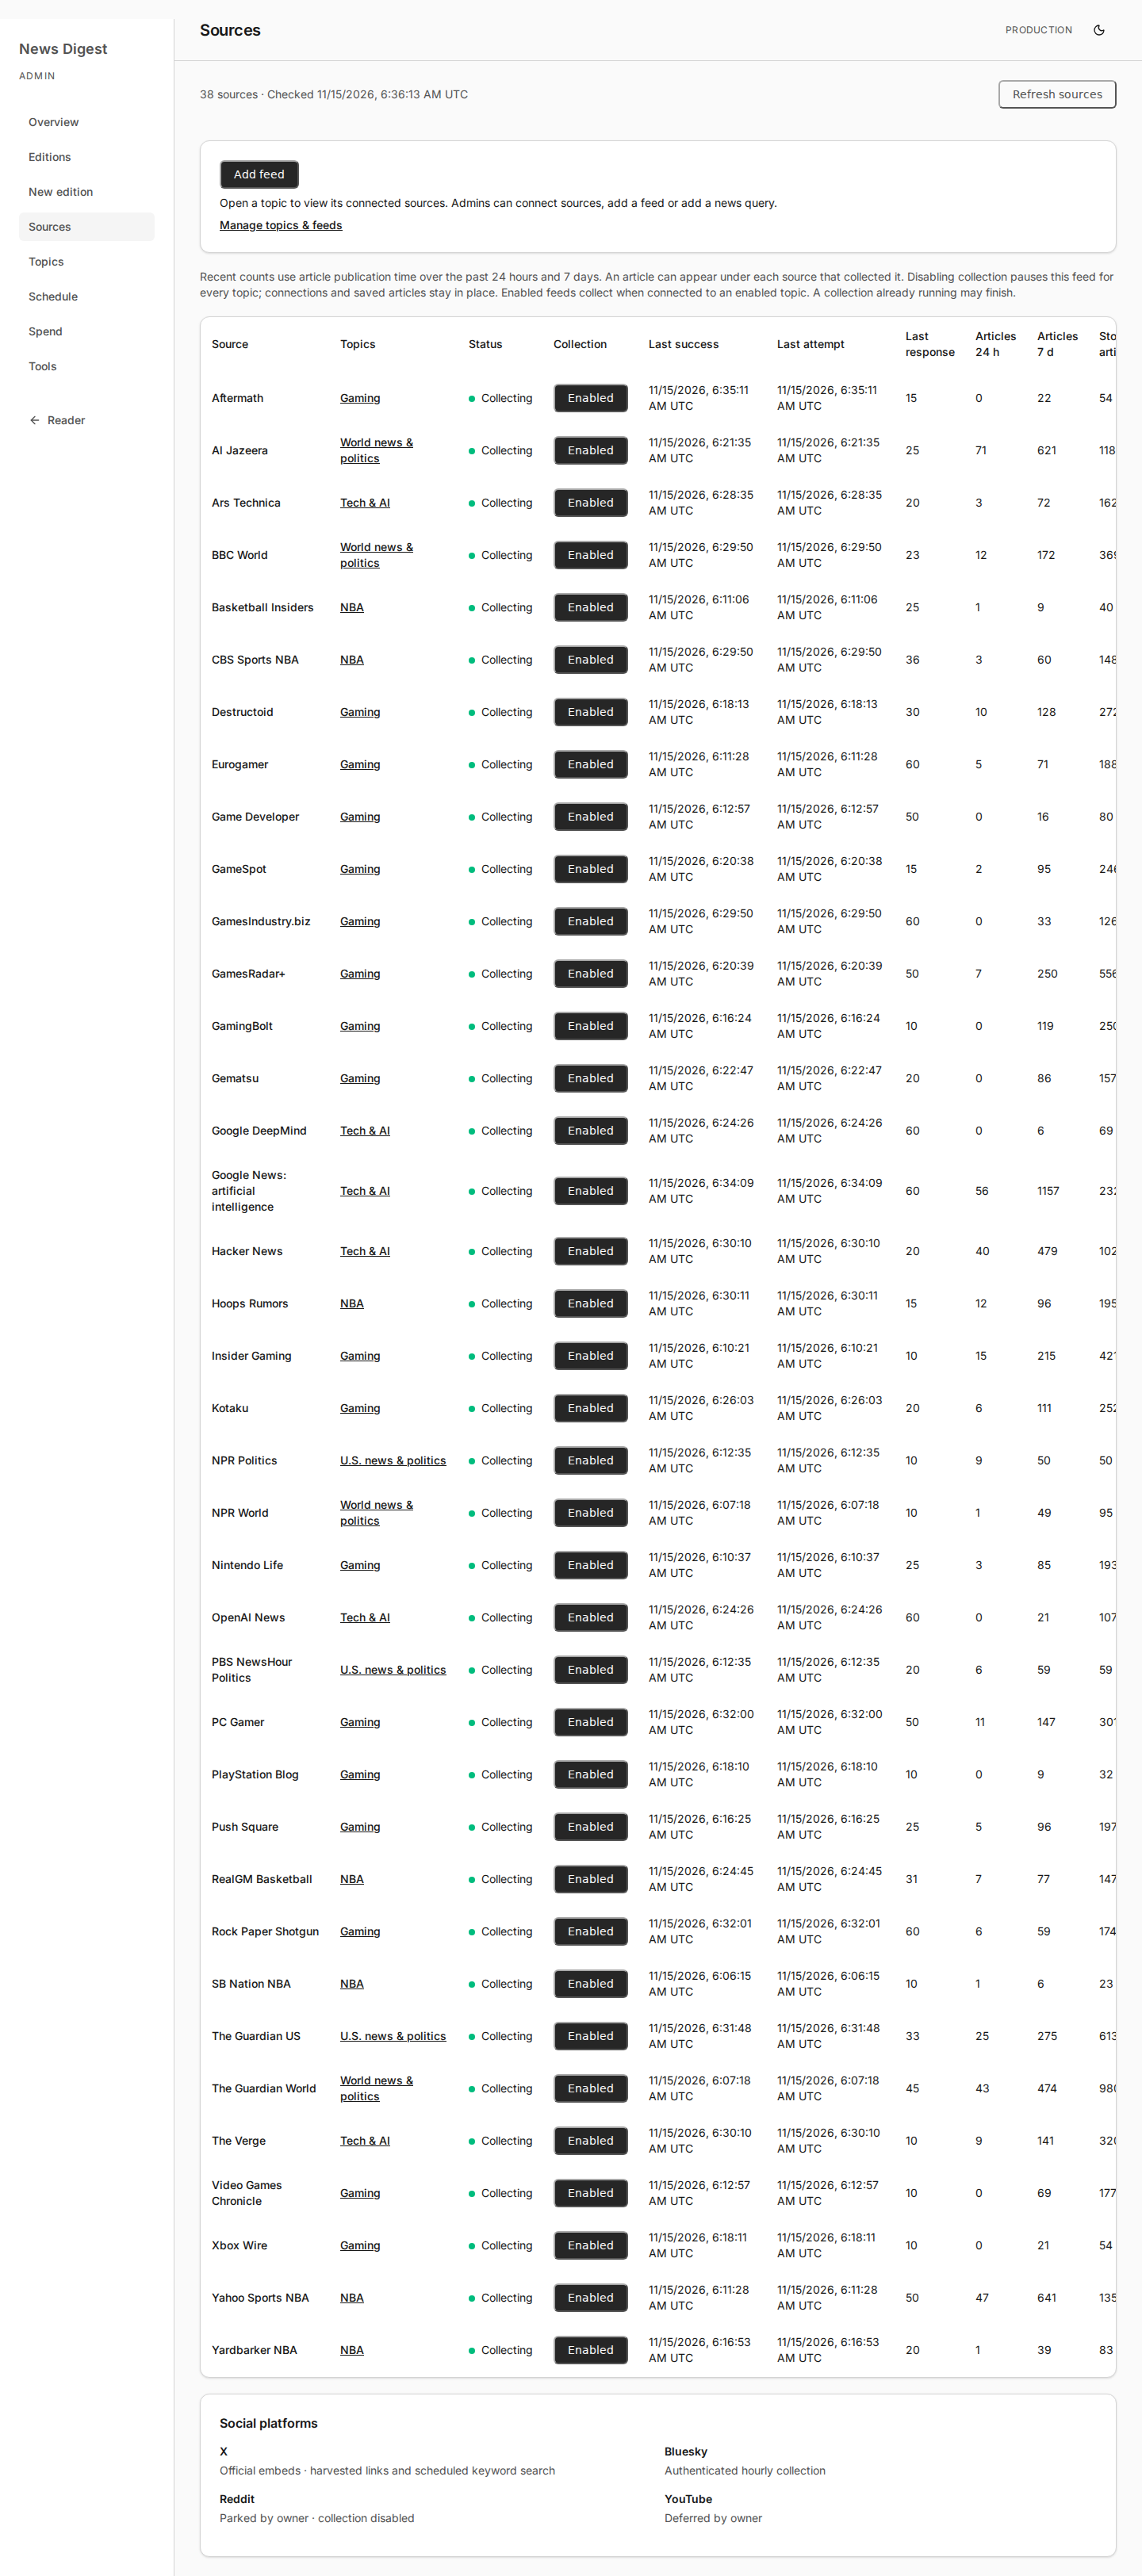 News Digest
ADMIN
Overview
Editions
New edition
Sources
Topics
Schedule
Spend
Tools
Reader
Sources
PRODUCTION
38 sources · Checked 11/15/2026, 6:36:13 AM UTC
Refresh sources
Add feed
Open a topic to view its connected sources. Admins can connect sources, add a feed or add a news query.
Manage topics & feeds
Recent counts use article publication time over the past 24 hours and 7 days. An article can appear under each source that collected it. Disabling collection pauses this feed for
every topic; connections and saved articles stay in place. Enabled feeds collect when connected to an enabled topic. A collection already running may finish.
Source Topics Status Collection Last success Last attempt Last response Articles 24 h Articles 7 d
Aftermath Gaming Collecting Enabled 11/15/2026, 6:35:11 AM UTC 11/15/2026, 6:35:11 AM UTC 15 0 22 54
Al Jazeera World news & politics Collecting Enabled 11/15/2026, 6:21:35 AM UTC 11/15/2026, 6:21:35 AM UTC 25 71 621
Ars Technica Tech & AI Collecting Enabled 11/15/2026, 6:28:35 AM UTC 11/15/2026, 6:28:35 AM UTC 20 3 72
BBC World World news & politics Collecting Enabled 11/15/2026, 6:29:50 AM UTC 11/15/2026, 6:29:50 AM UTC 23 12 172
Basketball Insiders NBA Collecting Enabled 11/15/2026, 6:11:06 AM UTC 11/15/2026, 6:11:06 AM UTC 25 1 9 40
CBS Sports NBA NBA Collecting Enabled 11/15/2026, 6:29:50 AM UTC 11/15/2026, 6:29:50 AM UTC 36 3 60
Destructoid Gaming Collecting Enabled 11/15/2026, 6:18:13 AM UTC 11/15/2026, 6:18:13 AM UTC 30 10 128
Eurogamer Gaming Collecting Enabled 11/15/2026, 6:11:28 AM UTC 11/15/2026, 6:11:28 AM UTC 60 5 71
Game Developer Gaming Collecting Enabled 11/15/2026, 6:12:57 AM UTC 11/15/2026, 6:12:57 AM UTC 50 0 16 80
GameSpot Gaming Collecting Enabled 11/15/2026, 6:20:38 AM UTC 11/15/2026, 6:20:38 AM UTC 15 2 95
GamesIndustry.biz Gaming Collecting Enabled 11/15/2026, 6:29:50 AM UTC 11/15/2026, 6:29:50 AM UTC 60 0 33
GamesRadar+ Gaming Collecting Enabled 11/15/2026, 6:20:39 AM UTC 11/15/2026, 6:20:39 AM UTC 50 7 250
GamingBolt Gaming Collecting Enabled 11/15/2026, 6:16:24 AM UTC 11/15/2026, 6:16:24 AM UTC 10 0 119
Gematsu Gaming Collecting Enabled 11/15/2026, 6:22:47 AM UTC 11/15/2026, 6:22:47 AM UTC 20 0 86
Google DeepMind Tech & AI Collecting Enabled 11/15/2026, 6:24:26 AM UTC 11/15/2026, 6:24:26 AM UTC 60 0 6 69
Google News: artificial intelligence Tech & AI Collecting Enabled 11/15/2026, 6:34:09 AM UTC 11/15/2026, 6:34:09 AM UTC 60 56 1157
Hacker News Tech & AI Collecting Enabled 11/15/2026, 6:30:10 AM UTC 11/15/2026, 6:30:10 AM UTC 20 40 479
Hoops Rumors NBA Collecting Enabled 11/15/2026, 6:30:11 AM UTC 11/15/2026, 6:30:11 AM UTC 15 12 96
Insider Gaming Gaming Collecting Enabled 11/15/2026, 6:10:21 AM UTC 11/15/2026, 6:10:21 AM UTC 10 15 215
Kotaku Gaming Collecting Enabled 11/15/2026, 6:26:03 AM UTC 11/15/2026, 6:26:03 AM UTC 20 6 111
NPR Politics U.S. news & politics Collecting Enabled 11/15/2026, 6:12:35 AM UTC 11/15/2026, 6:12:35 AM UTC 10 9 50 50
NPR World World news & politics Collecting Enabled 11/15/2026, 6:07:18 AM UTC 11/15/2026, 6:07:18 AM UTC 10 1 49 95
Nintendo Life Gaming Collecting Enabled 11/15/2026, 6:10:37 AM UTC 11/15/2026, 6:10:37 AM UTC 25 3 85
OpenAI News Tech & AI Collecting Enabled 11/15/2026, 6:24:26 AM UTC 11/15/2026, 6:24:26 AM UTC 60 0 21
PBS NewsHour Politics U.S. news & politics Collecting Enabled 11/15/2026, 6:12:35 AM UTC 11/15/2026, 6:12:35 AM UTC 20 6 59 59
PC Gamer Gaming Collecting Enabled 11/15/2026, 6:32:00 AM UTC 11/15/2026, 6:32:00 AM UTC 50 11 147
PlayStation Blog Gaming Collecting Enabled 11/15/2026, 6:18:10 AM UTC 11/15/2026, 6:18:10 AM UTC 10 0 9 32
Push Square Gaming Collecting Enabled 11/15/2026, 6:16:25 AM UTC 11/15/2026, 6:16:25 AM UTC 25 5 96
RealGM Basketball NBA Collecting Enabled 11/15/2026, 6:24:45 AM UTC 11/15/2026, 6:24:45 AM UTC 31 7 77
Rock Paper Shotgun Gaming Collecting Enabled 11/15/2026, 6:32:01 AM UTC 11/15/2026, 6:32:01 AM UTC 60 6 59
SB Nation NBA NBA Collecting Enabled 11/15/2026, 6:06:15 AM UTC 11/15/2026, 6:06:15 AM UTC 10 1 6 23
The Guardian US U.S. news & politics Collecting Enabled 11/15/2026, 6:31:48 AM UTC 11/15/2026, 6:31:48 AM UTC 33 25 275
The Guardian World World news & politics Collecting Enabled 11/15/2026, 6:07:18 AM UTC 11/15/2026, 6:07:18 AM UTC 45 43 474
The Verge Tech & AI Collecting Enabled 11/15/2026, 6:30:10 AM UTC 11/15/2026, 6:30:10 AM UTC 10 9 141
Video Games Chronicle Gaming Collecting Enabled 11/15/2026, 6:12:57 AM UTC 11/15/2026, 6:12:57 AM UTC 10 0 69
Xbox Wire Gaming Collecting Enabled 11/15/2026, 6:18:11 AM UTC 11/15/2026, 6:18:11 AM UTC 10 0 21 54
Yahoo Sports NBA NBA Collecting Enabled 11/15/2026, 6:11:28 AM UTC 11/15/2026, 6:11:28 AM UTC 50 47 641
Yardbarker NBA NBA Collecting Enabled 11/15/2026, 6:16:53 AM UTC 11/15/2026, 6:16:53 AM UTC 20 1 39 83
Social platforms
X
Official embeds · harvested links and scheduled keyword search
Bluesky
Authenticated hourly collection
Reddit
Parked by owner · collection disabled
YouTube
Deferred by owner